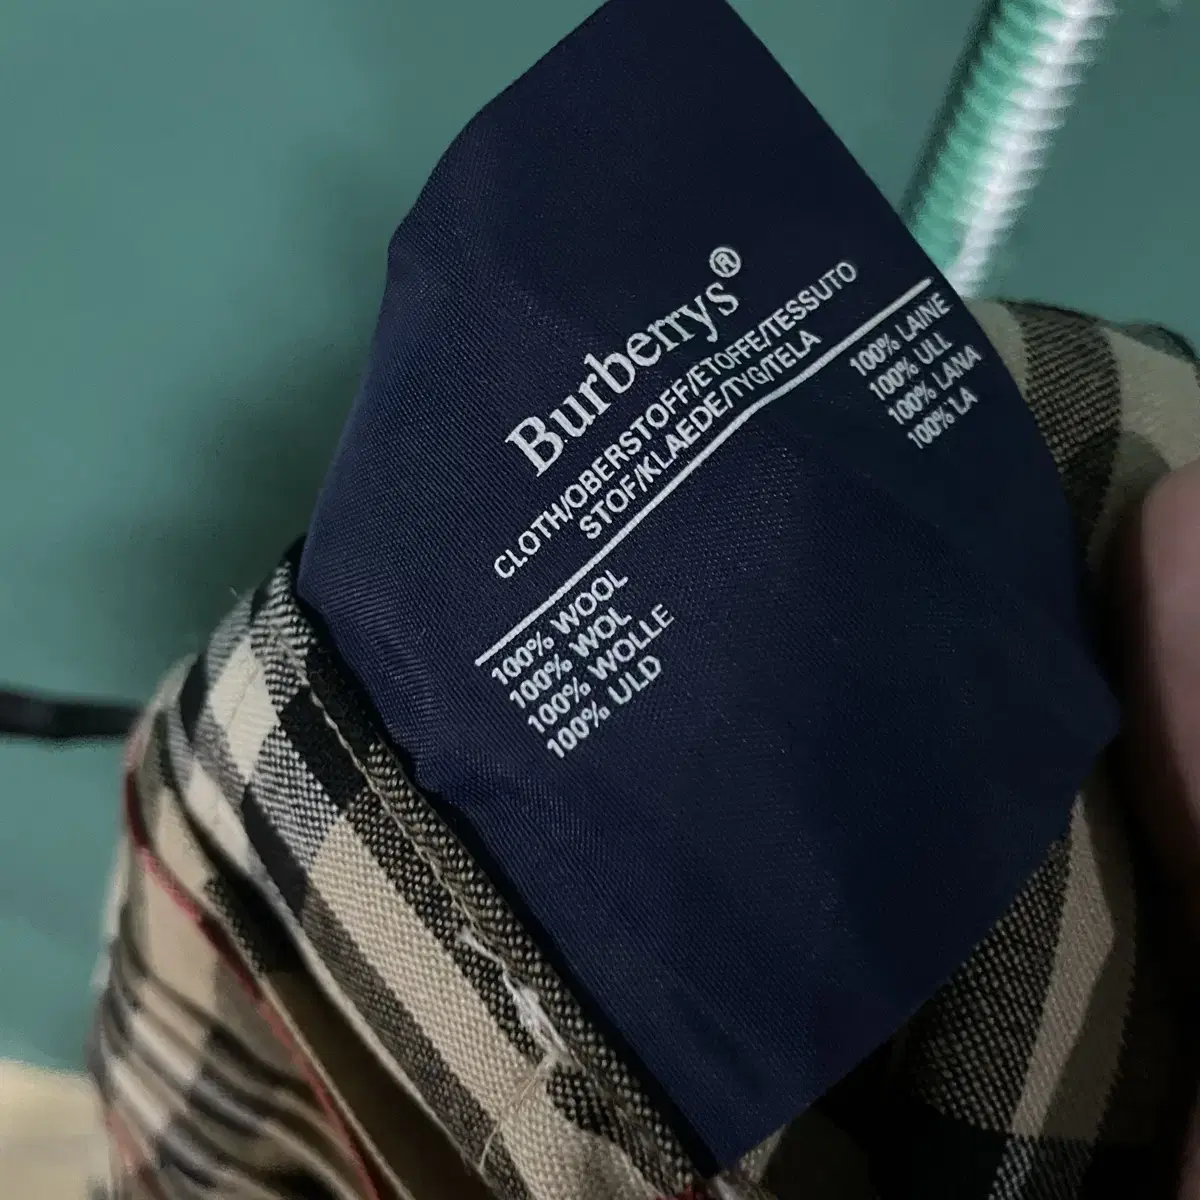 Burberrys®
CLOTH/OBERSTOFF/ETOFFE/TESSUTO
STOF/KLAEDE/TYG/TELA
100% WOOL
100% WOL
100% WOLLE
100% ULD
100% LAINE
100% ULL
100% LANA
100% LA